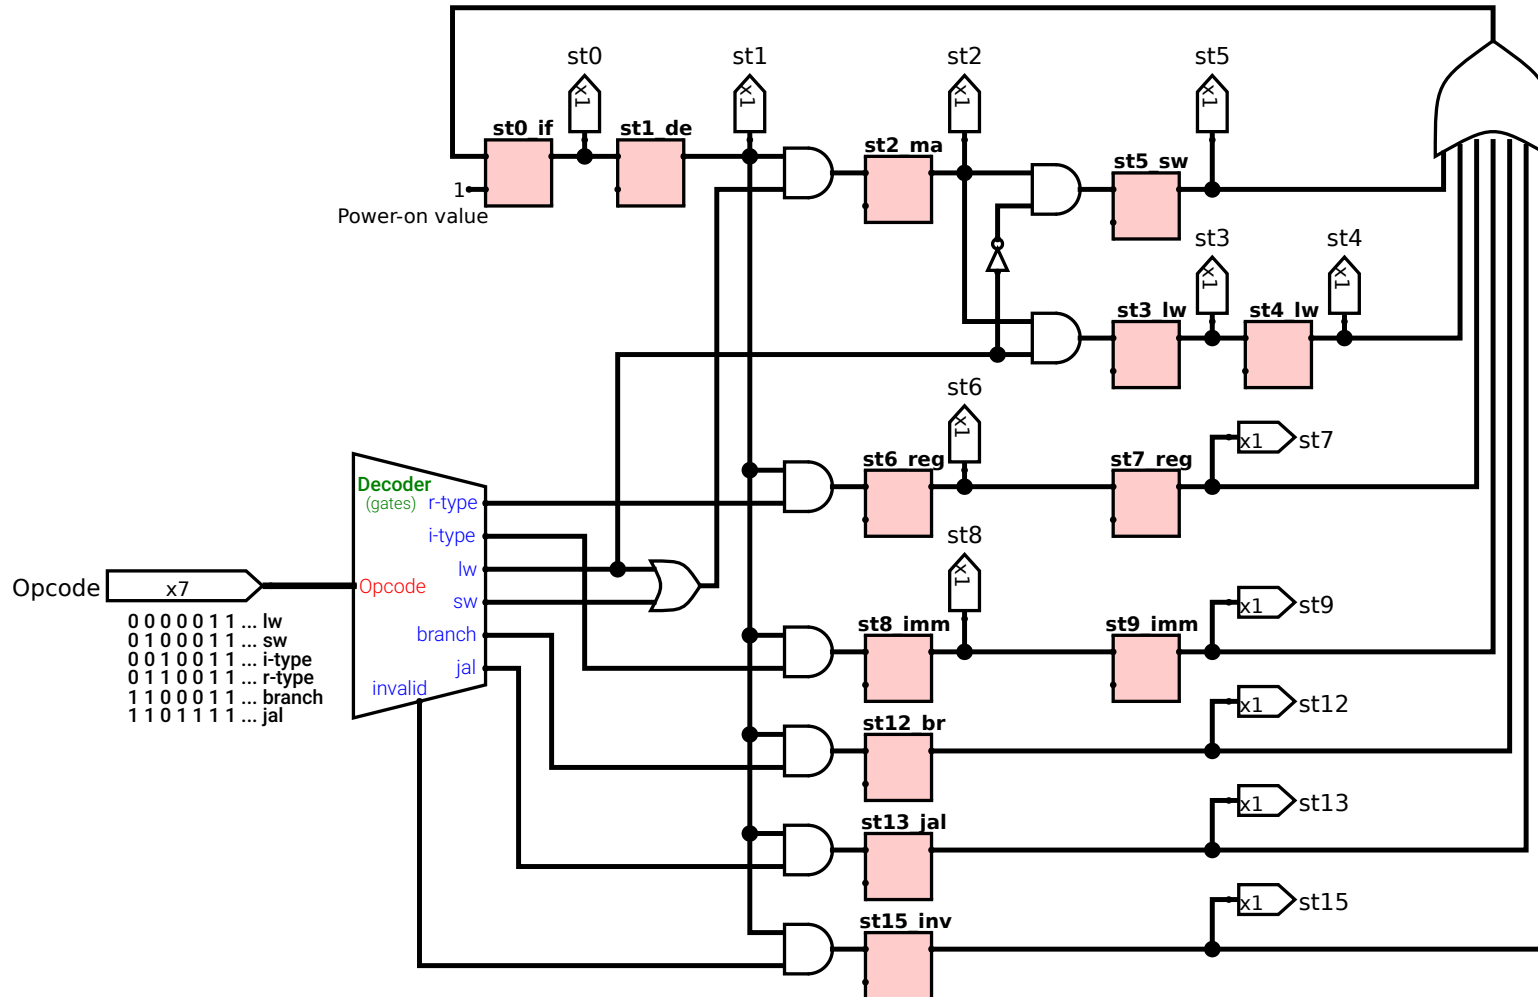 st0
st1
st2
st5
x1
x1
x1
x1
st0_if
st1_de
st2_ma
st5_sw
1
Power-on value
st3
st4
x1
x1
st3_lw
st4_lw
st6
x1
st6_reg
st7_reg
x1 st7
Decoder
(gates)
r-type
i-type
lw
sw
branch
jal
invalid
Opcode
Opcode
x7
0 0 0 0 0 1 1 ... lw
0 1 0 0 0 1 1 ... sw
0 0 1 0 0 1 1 ... i-type
0 1 1 0 0 1 1 ... r-type
1 1 0 0 0 1 1 ... branch
1 1 0 1 1 1 1 ... jal
st8
x1
st8_imm
st9_imm
x1 st9
st12_br
x1 st12
st13_jal
x1 st13
st15_inv
x1 st15